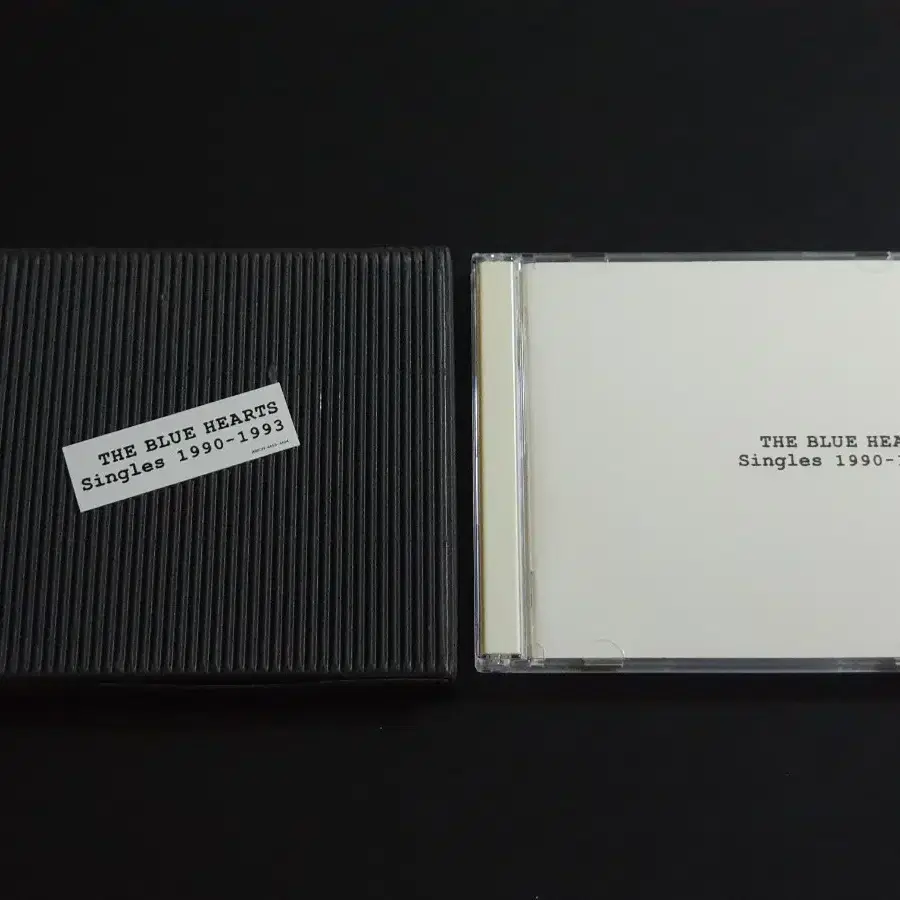 THE BLUE HEARTS
Singles 1990-1993
THE BLUE HEA
Singles 1990-